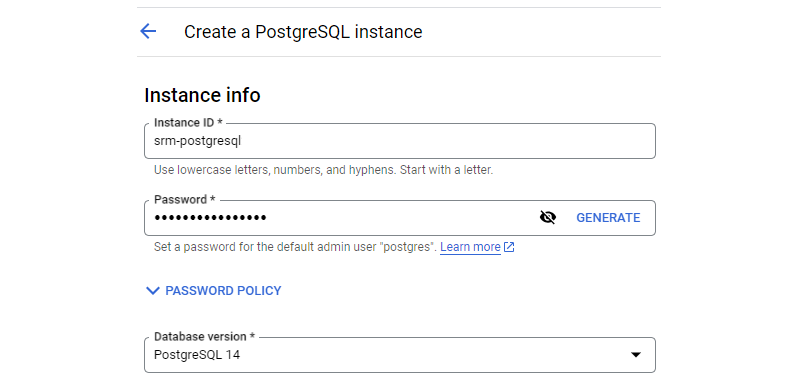 Create a PostgreSQL instance
Instance info
Instance ID *
srm-postgresql
Use lowercase letters, numbers, and hyphens. Start with a letter.
Password *
••••••••••••••••
GENERATE
Set a password for the default admin user "postgres". Learn more
PASSWORD POLICY
Database version *
PostgreSQL 14